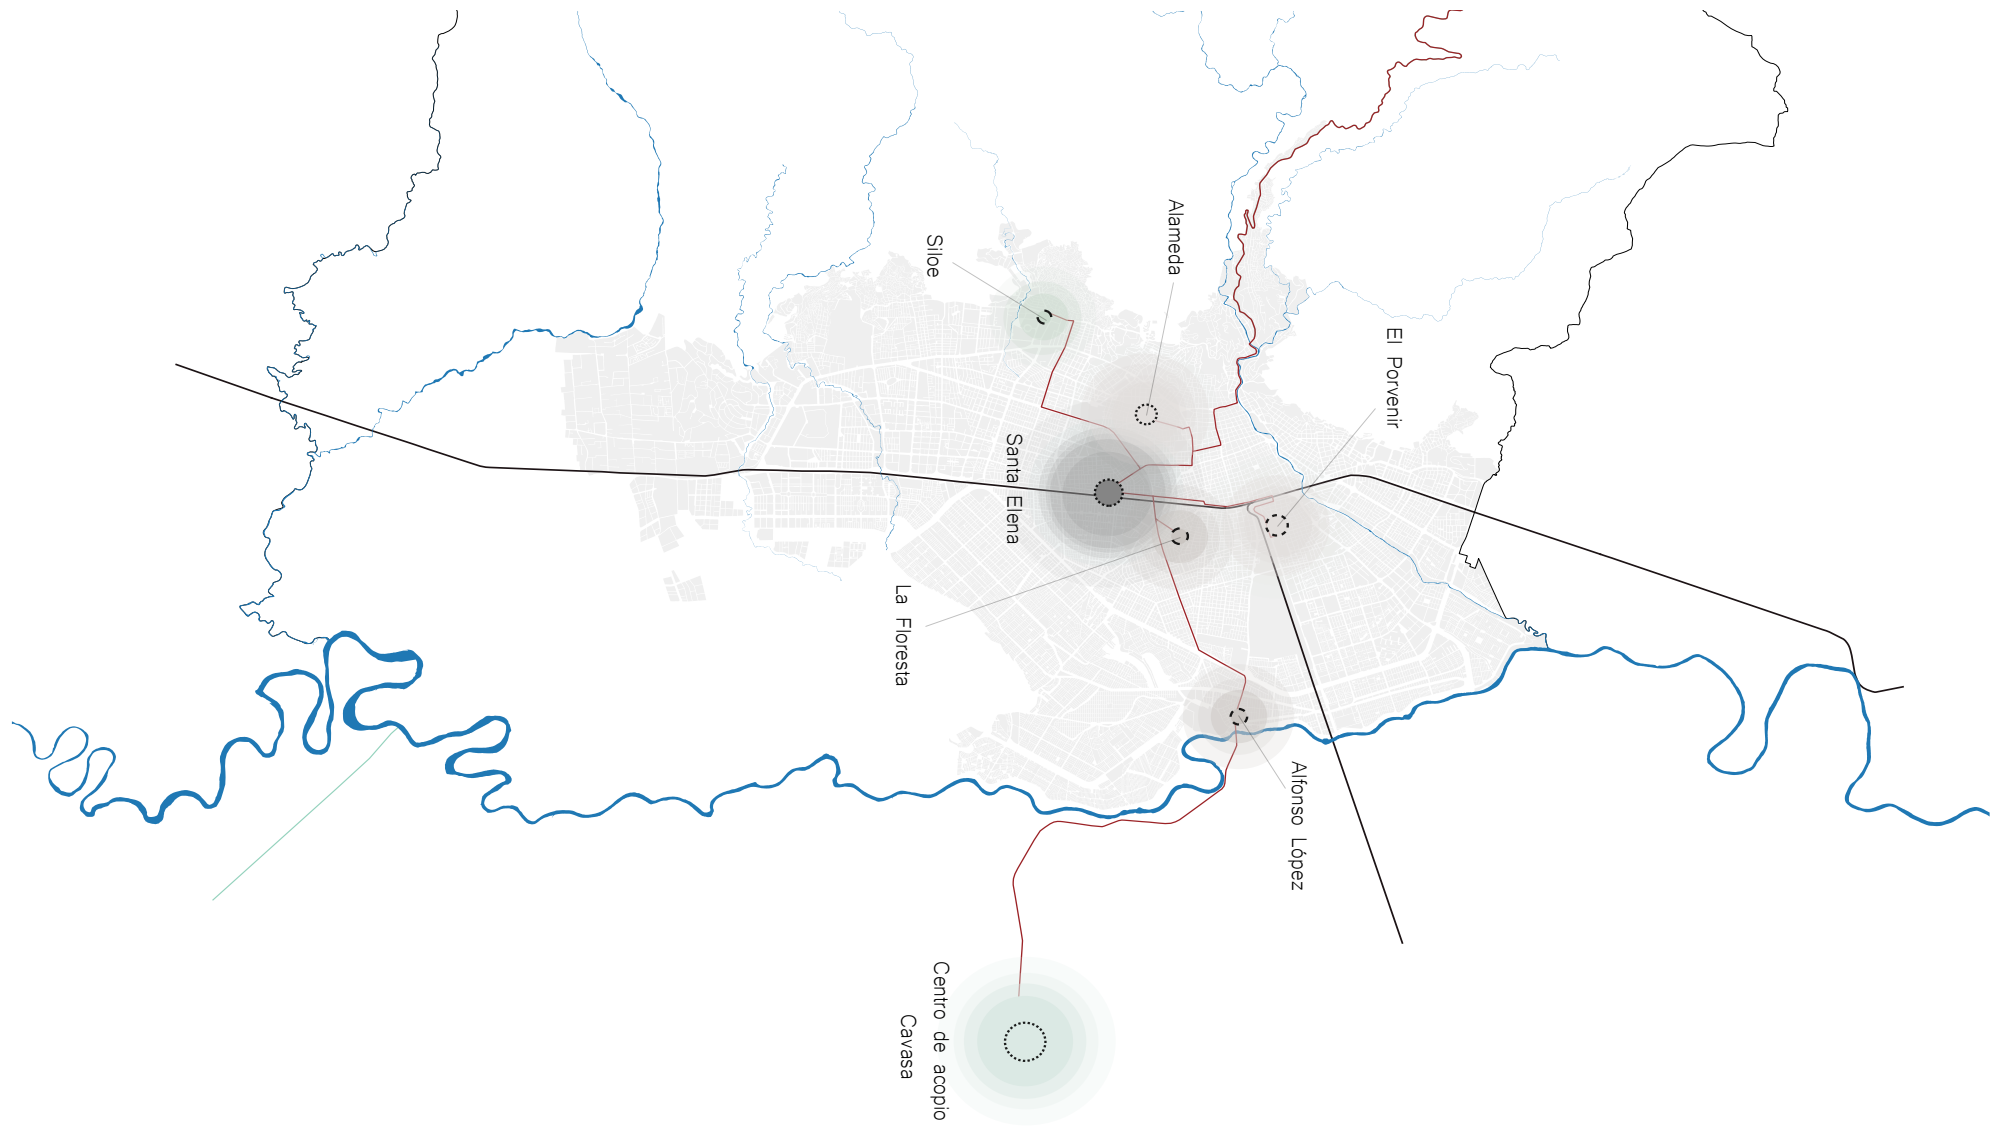 Alameda
Siloe
El Porvenir
Santa Elena
La Floresta
Alfonso López
Centro de acopio
Cavasa